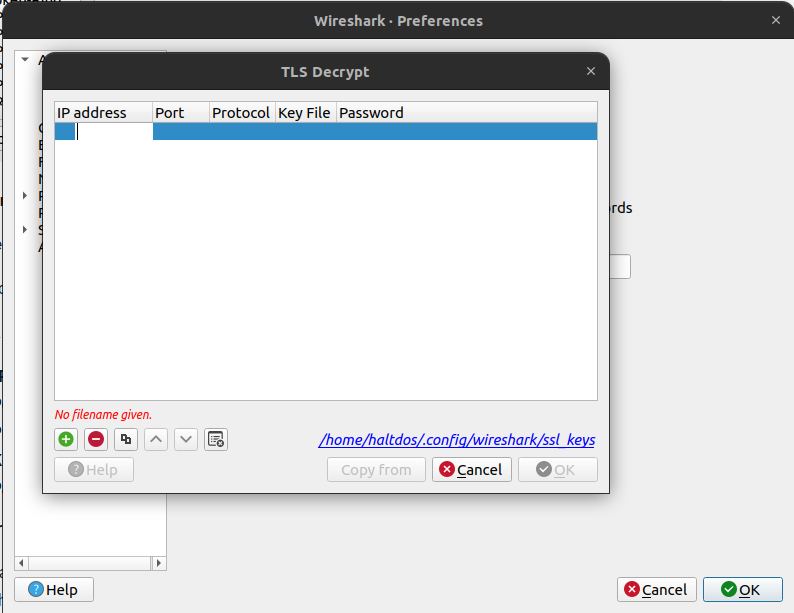 Wireshark · Preferences
TLS Decrypt
IP address Port Protocol Key File Password
rds
No filename given.
/home/haltdos/.config/wireshark/ssl_keys
Help Copy from Cancel OK
Help Cancel OK